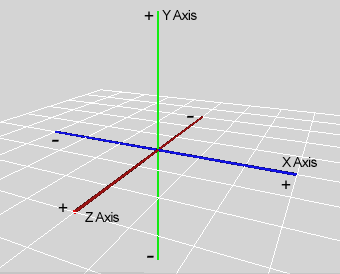 + Y Axis
-
-
X Axis
+
+
Z Axis
-